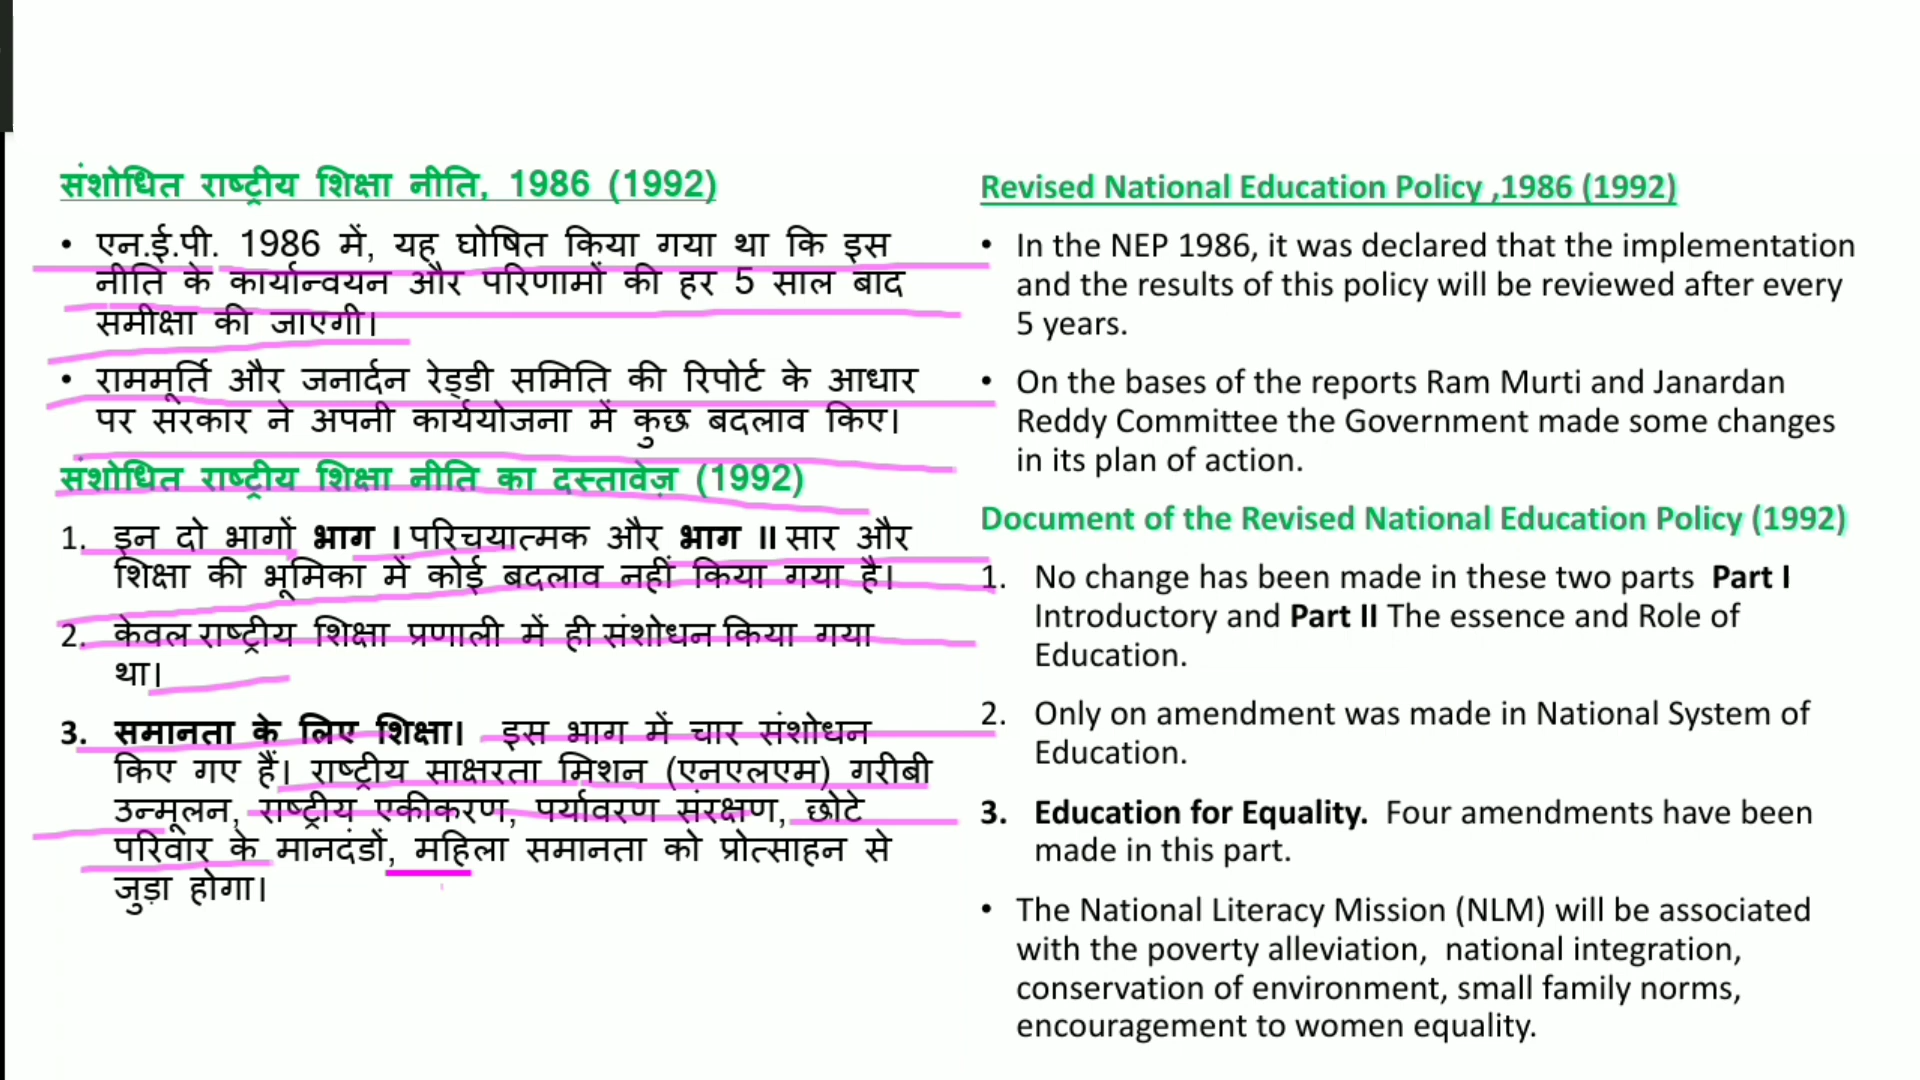 संशोधित राष्ट्रीय शिक्षा नीति, 1986 (1992)
• एन.ई.पी. 1986 में, यह घोषित किया गया था कि इस
नीति के कार्यान्वयन और परिणामों की हर 5 साल बाद
समीक्षा की जाएगी।
• राममूर्ति और जनार्दन रेड्डी समिति की रिपोर्ट के आधार
पर सरकार ने अपनी कार्ययोजना में कुछ बदलाव किए।
संशोधित राष्ट्रीय शिक्षा नीति का दस्तावेज़ (1992)
1. इन दो भागों भाग I परिचयात्मक और भाग II सार और
शिक्षा की भूमिका में कोई बदलाव नहीं किया गया है।
2. केवल राष्ट्रीय शिक्षा प्रणाली में ही संशोधन किया गया
था।
3. समानता के लिए शिक्षा। इस भाग में चार संशोधन
किए गए हैं। राष्ट्रीय साक्षरता मिशन (एनएलएम) गरीबी
उन्मूलन, राष्ट्रीय एकीकरण, पर्यावरण संरक्षण, छोटे
परिवार के मानदंडों, महिला समानता को प्रोत्साहन से
जुड़ा होगा।
Revised National Education Policy ,1986 (1992)
• In the NEP 1986, it was declared that the implementation
and the results of this policy will be reviewed after every
5 years.
• On the bases of the reports Ram Murti and Janardan
Reddy Committee the Government made some changes
in its plan of action.
Document of the Revised National Education Policy (1992)
1. No change has been made in these two parts Part I
Introductory and Part II The essence and Role of
Education.
2. Only on amendment was made in National System of
Education.
3. Education for Equality. Four amendments have been
made in this part.
• The National Literacy Mission (NLM) will be associated
with the poverty alleviation, national integration,
conservation of environment, small family norms,
encouragement to women equality.